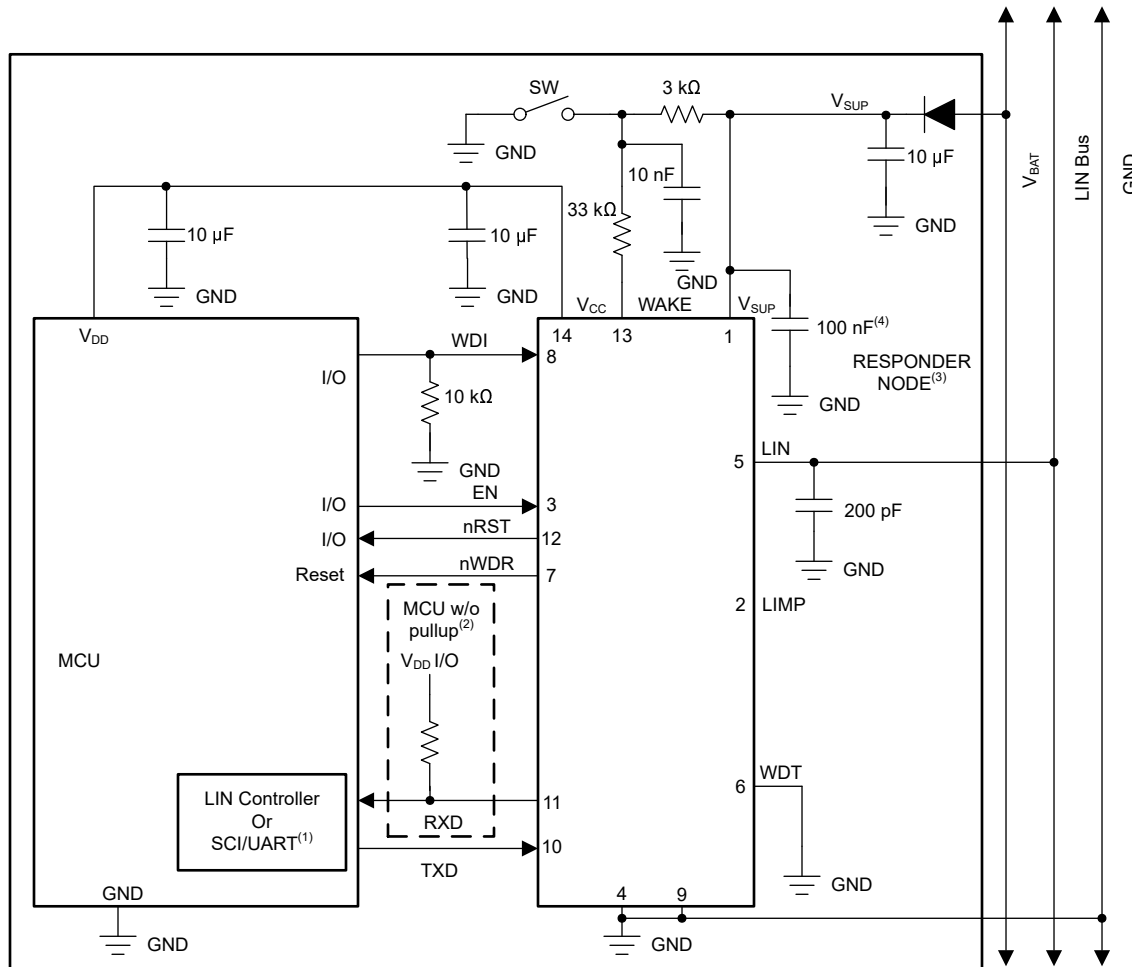 SW
3 kΩ
V_SUP
GND
10 nF
10 µF
33 kΩ
GND
GND
10 µF
10 µF
GND
GND
V_BAT
LIN Bus
GND
V_DD
V_CC
WAKE
V_SUP
14
13
1
100 nF(4)
GND
WDI
8
I/O
10 kΩ
GND
RESPONDER
NODE(3)
LIN
5
200 pF
GND
I/O
EN
3
I/O
nRST
12
Reset
nWDR
7
MCU w/o
pullup(2)
V_DD I/O
2
LIMP
MCU
WDT
6
GND
LIN Controller
Or
SCI/UART(1)
RXD
11
TXD
10
GND
GND
4
9
GND